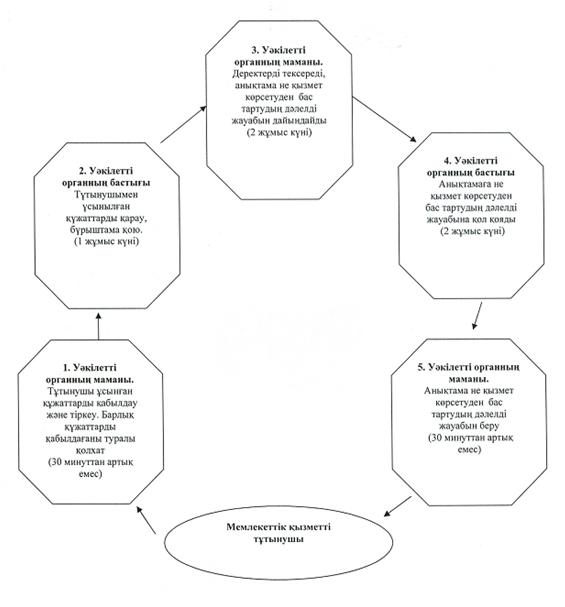 1. Уәкілетті
органның маманы.
Тұтынушы ұсынған
құжаттарды қабылдау
және тіркеу. Барлық
құжаттарды
қабылдағаны туралы
қолхат
(30 минуттан артық
емес)
2. Уәкілетті
органның бастығы
Тұтынушымен
ұсынылған
құжаттарды қарау,
бұрыштама қою.
(1 жұмыс күні)
3. Уәкілетті
органның маманы.
Деректерді тексереді,
анықтама не қызмет
көрсетуден бас
тартудың дәлелді
жауабын дайындайды
(2 жұмыс күні)
4. Уәкілетті
органның бастығы
Анықтамаға не
қызмет көрсетуден
бас тартудың дәлелді
жауабына қол қояды
(2 жұмыс күні)
5. Уәкілетті органның
маманы.
Анықтама не қызмет
көрсетуден бас
тартудың дәлелді
жауабын беру
(30 минуттан артық
емес)
Мемлекеттік қызметті
тұтынушы